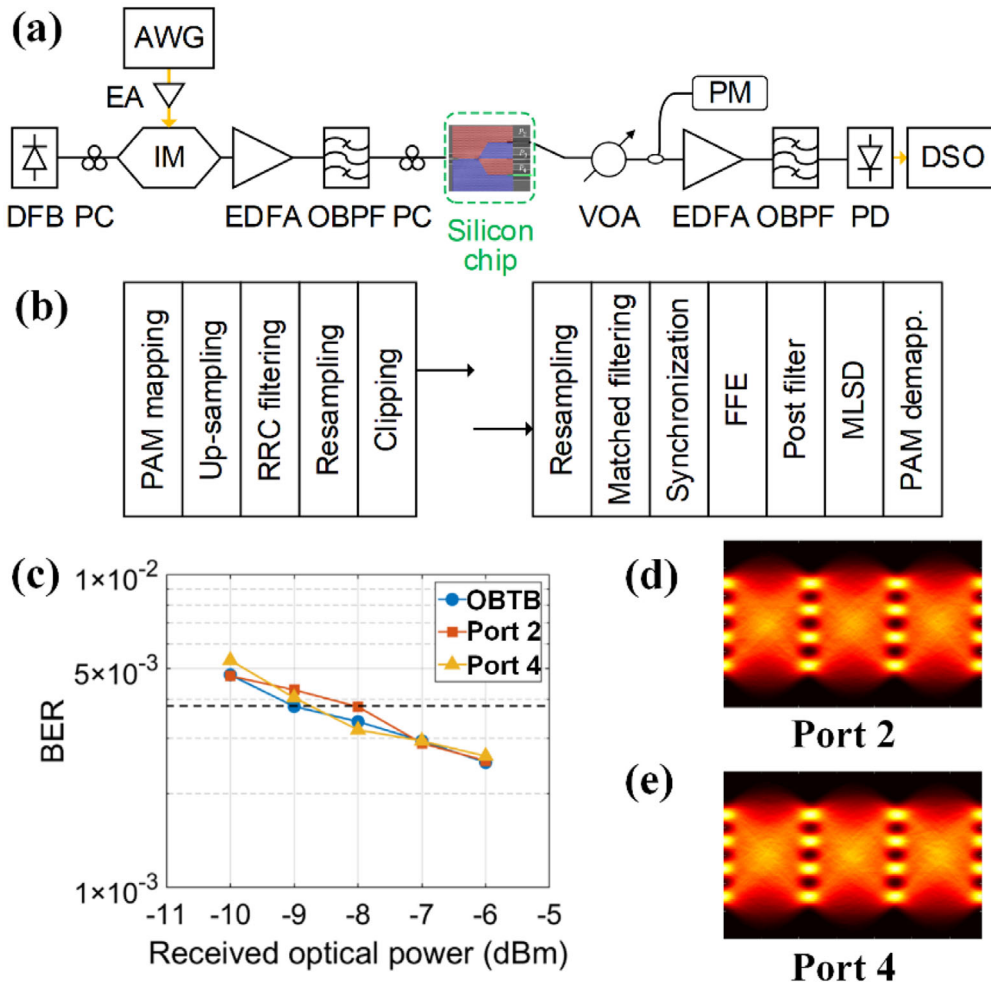 (a)
AWG
EA
PM
IM
DSO
DFB PC
EDFA OBPF PC
VOA
EDFA OBPF PD
Silicon
chip
(b)
PAM mapping
Up-sampling
RRC filtering
Resampling
Clipping
Resampling
Matched filtering
Synchronization
FFE
Post filter
MLSD
PAM demapp.
(c)
1×10⁻²
5×10⁻³
1×10⁻³
BER
OBTB
Port 2
Port 4
-11 -10 -9 -8 -7 -6 -5
Received optical power (dBm)
(d)
Port 2
(e)
Port 4